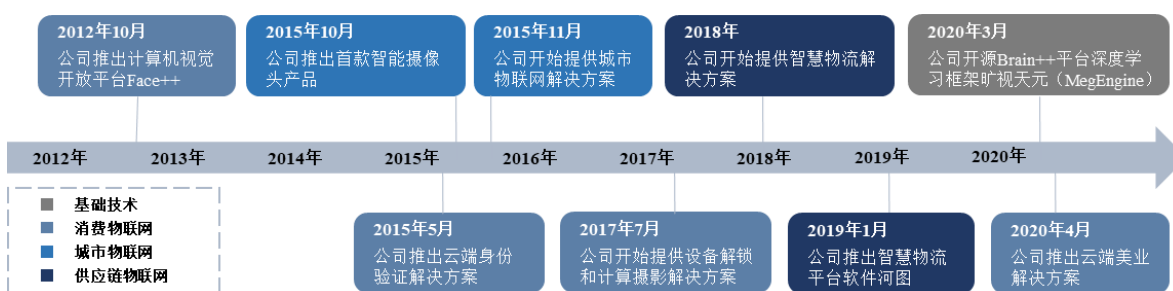 2012年10月
公司推出计算机视觉
开放平台Face++
2015年10月
公司推出首款智能摄像
头产品
2015年11月
公司开始提供城市
物联网解决方案
2018年
公司开始提供智慧物流解
决方案
2020年3月
公司开源Brain++平台深度学
习框架旷视天元（MegEngine）
2012年
2013年
2014年
2015年
2016年
2017年
2018年
2019年
2020年
基础技术
消费物联网
城市物联网
供应链物联网
2015年5月
公司推出云端身份
验证解决方案
2017年7月
公司开始提供设备解锁
和计算摄影解决方案
2019年1月
公司推出智慧物流
平台软件河图
2020年4月
公司推出云端美业
解决方案